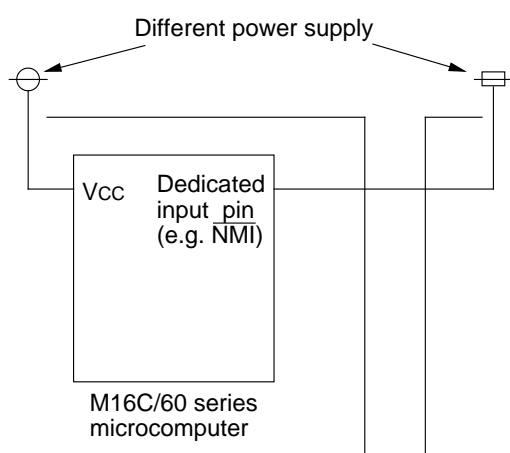 Different power supply
VCC
Dedicated
input pin
(e.g. NMI)
M16C/60 series
microcomputer